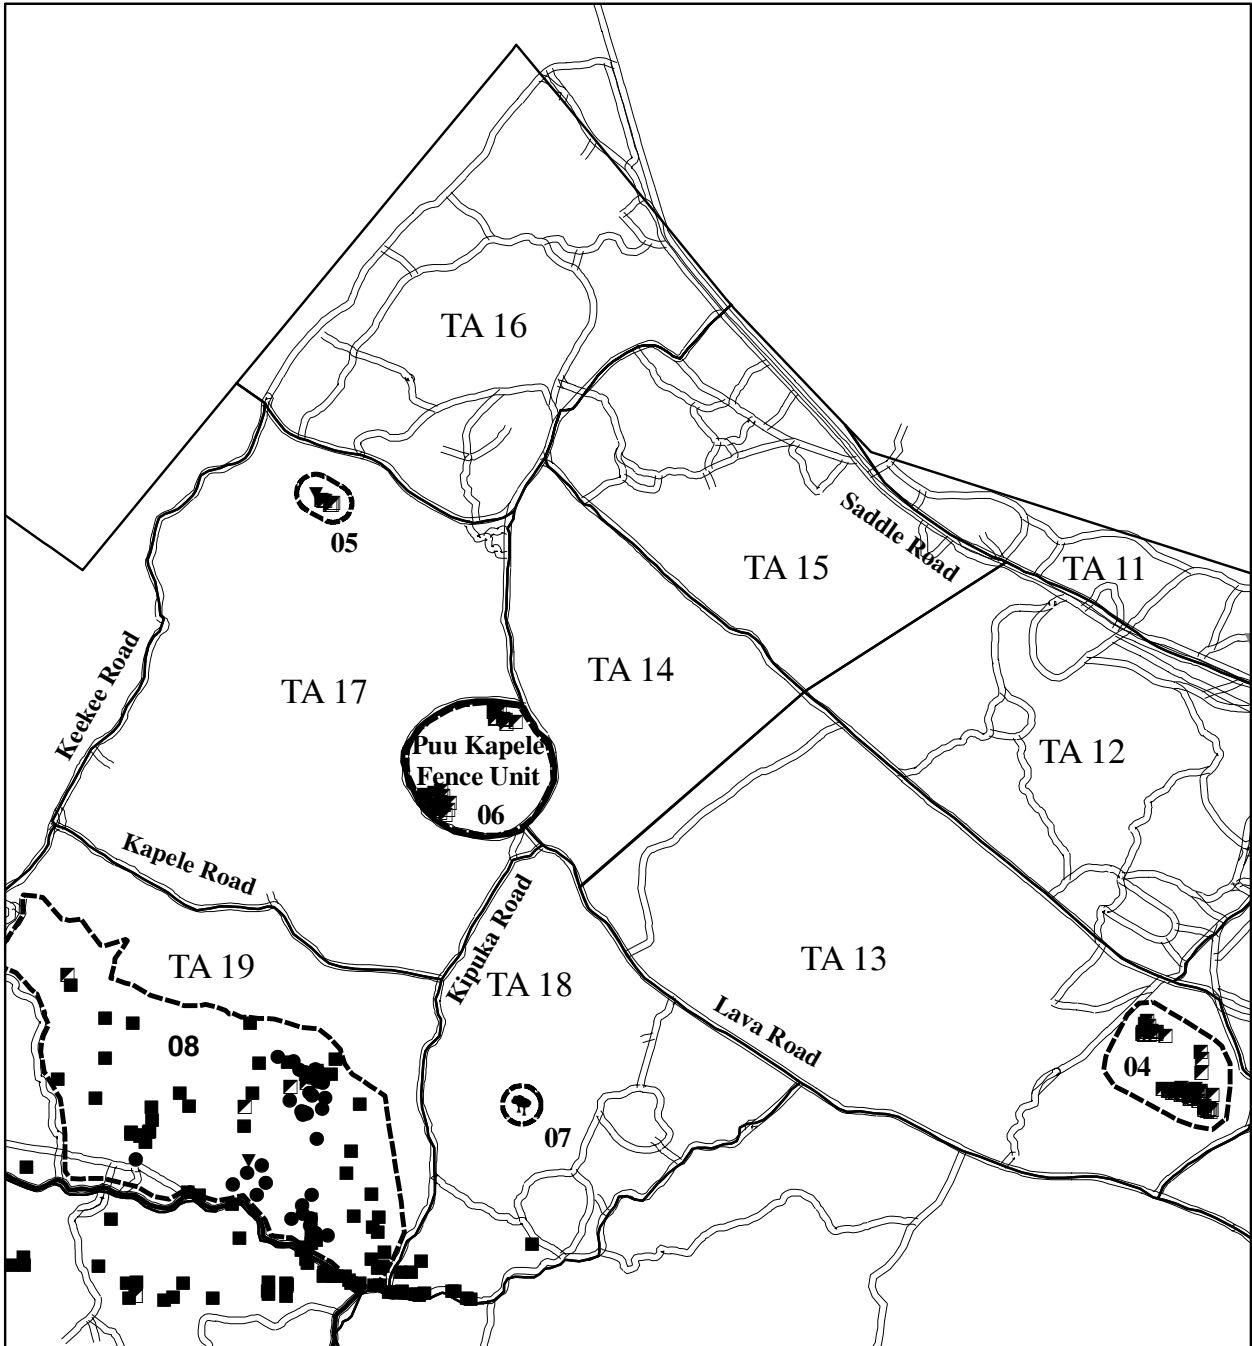 TA 16
05
Saddle Road
TA 15
TA 11
Keekee Road
TA 17
TA 14
Puu Kapele
Fence Unit
06
TA 12
Kapele Road
Kipuka Road
TA 19
TA 18
TA 13
Lava Road
08
04
07